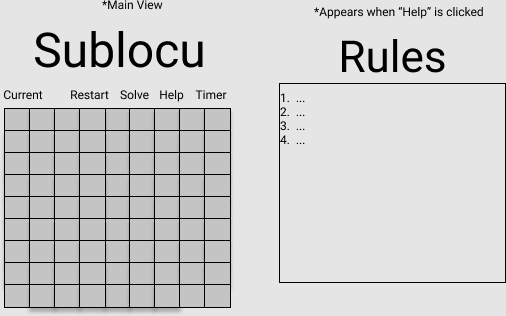 *Main View
Sublocu
Current Restart Solve Help Timer
*Appears when “Help” is clicked
Rules
1. ...
2. ...
3. ...
4. ...